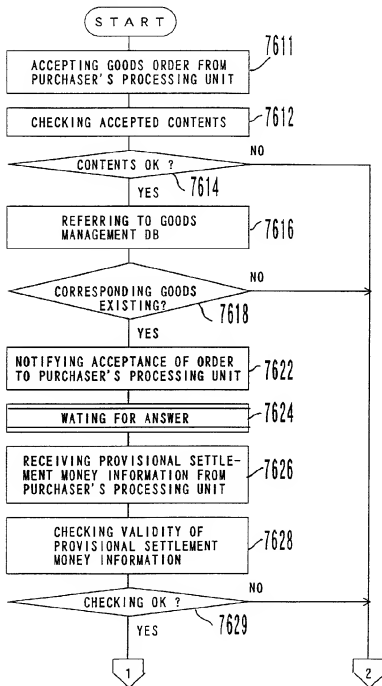 START
ACCEPTING GOODS ORDER FROM
PURCHASER'S PROCESSING UNIT
7611
CHECKING ACCEPTED CONTENTS
7612
CONTENTS OK ?
NO
7614
YES
REFERRING TO GOODS
MANAGEMENT DB
7616
CORRESPONDING GOODS
EXISTING?
NO
7618
YES
NOTIFYING ACCEPTANCE OF ORDER
TO PURCHASER'S PROCESSING UNIT
7622
WATING FOR ANSWER
7624
RECEIVING PROVISIONAL SETTLE-
MENT MONEY INFORMATION FROM
PURCHASER'S PROCESSING UNIT
7626
CHECKING VALIDITY OF
PROVISIONAL SETTLEMENT
MONEY INFORMATION
7628
CHECKING OK ?
NO
7629
YES
1
2